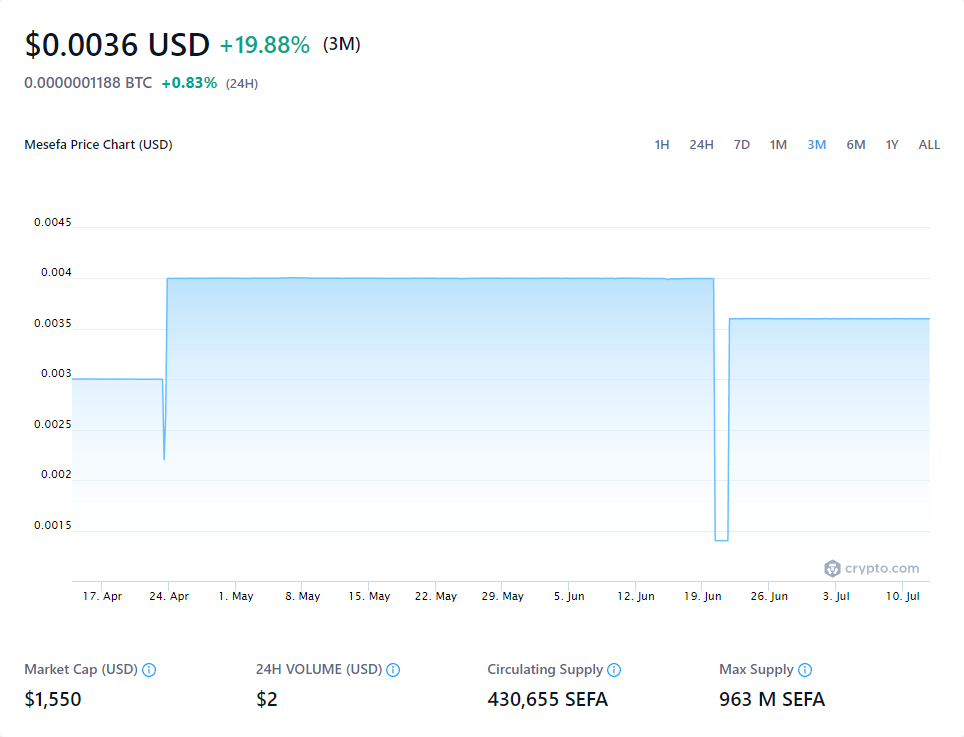 $0.0036 USD +19.88% (3M)
0.0000001188 BTC +0.83% (24H)
Mesefa Price Chart (USD) 1H 24H 7D 1M 3M 6M 1Y ALL
0.0045
0.004
0.0035
0.003
0.0025
0.002
0.0015
crypto.com
17. Apr 24. Apr 1. May 8. May 15. May 22. May 29. May 5. Jun 12. Jun 19. Jun 26. Jun 3. Jul 10. Jul
Market Cap (USD) 24H VOLUME (USD) Circulating Supply Max Supply
$1,550 $2 430,655 SEFA 963 M SEFA